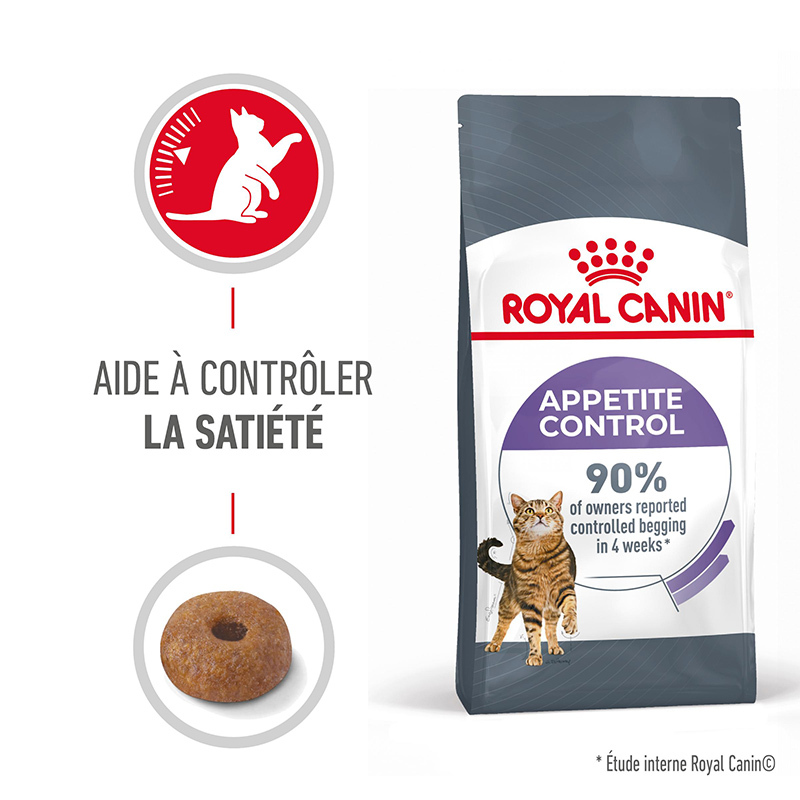 AIDE À CONTRÔLER
LA SATIÉTÉ
ROYAL CANIN®
APPETITE
CONTROL
90%
of owners reported
controlled begging
in 4 weeks*
* Étude interne Royal Canin©